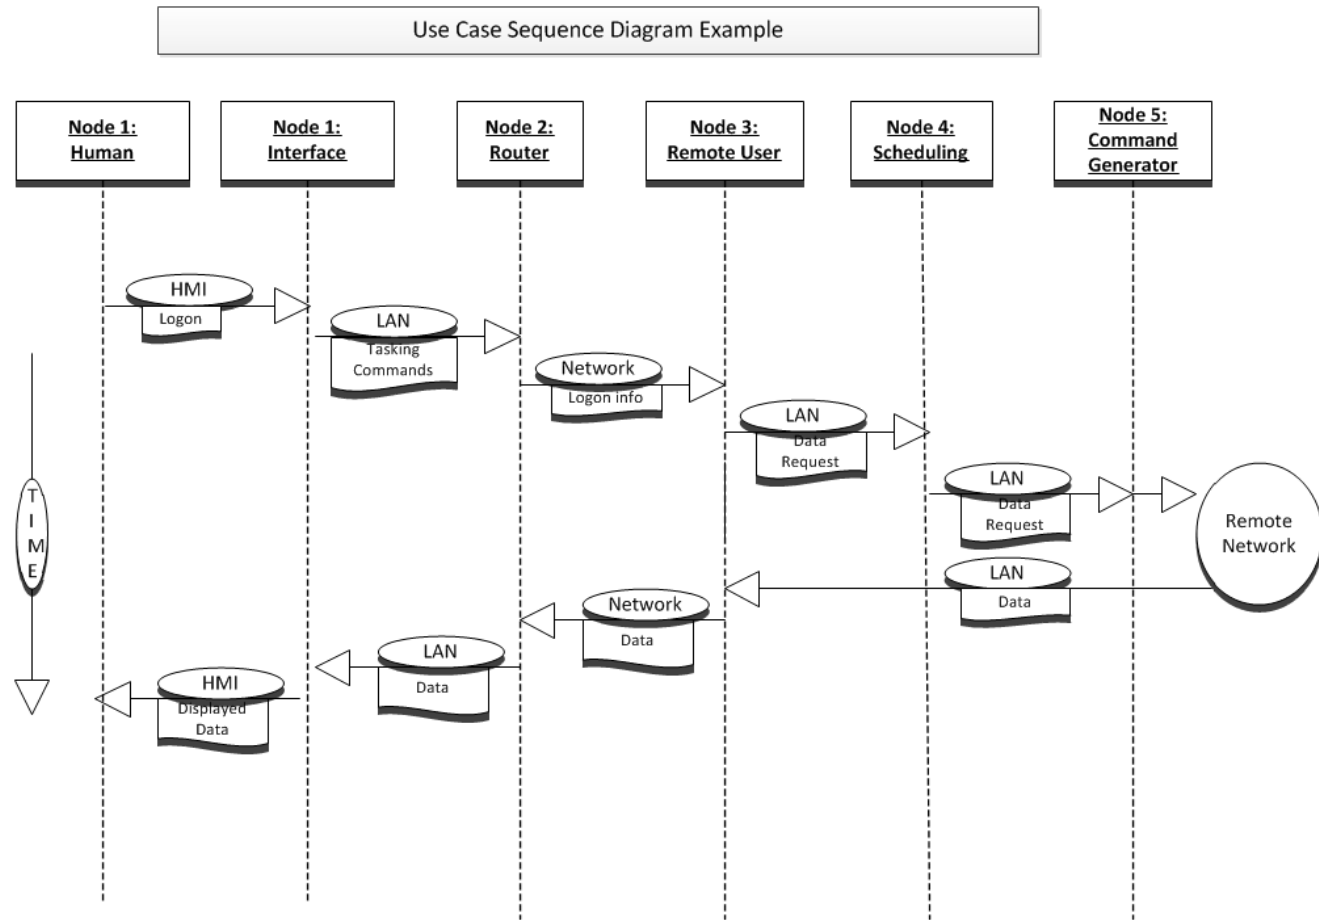 Use Case Sequence Diagram Example
Node 1:
Human
Node 1:
Interface
Node 2:
Router
Node 3:
Remote User
Node 4:
Scheduling
Node 5:
Command
Generator
HMI
Logon
LAN
Tasking
Commands
Network
Logon info
LAN
Data
Request
LAN
Data
Request
Remote
Network
TIME
LAN
Data
Network
Data
LAN
Data
HMI
Displayed
Data